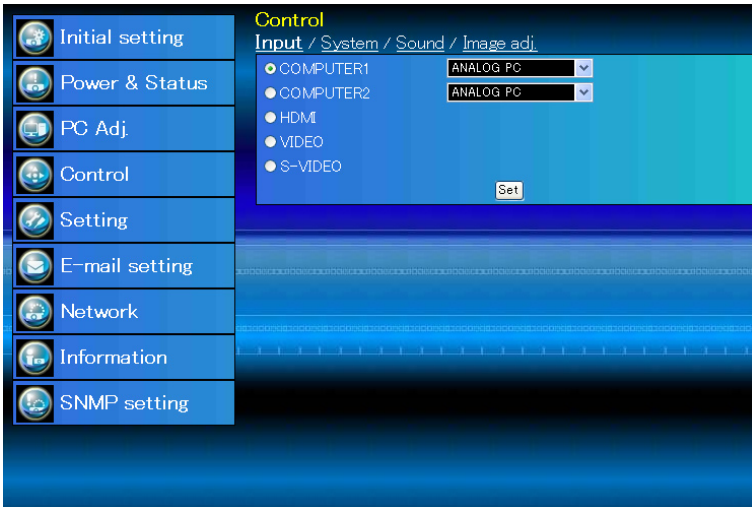 Initial setting
Power & Status
PC Adj.
Control
Setting
E-mail setting
Network
Information
SNMP setting
Control
Input / System / Sound / Image adj.
COMPUTER1 ANALOG PC
COMPUTER2 ANALOG PC
HDMI
VIDEO
S-VIDEO
Set